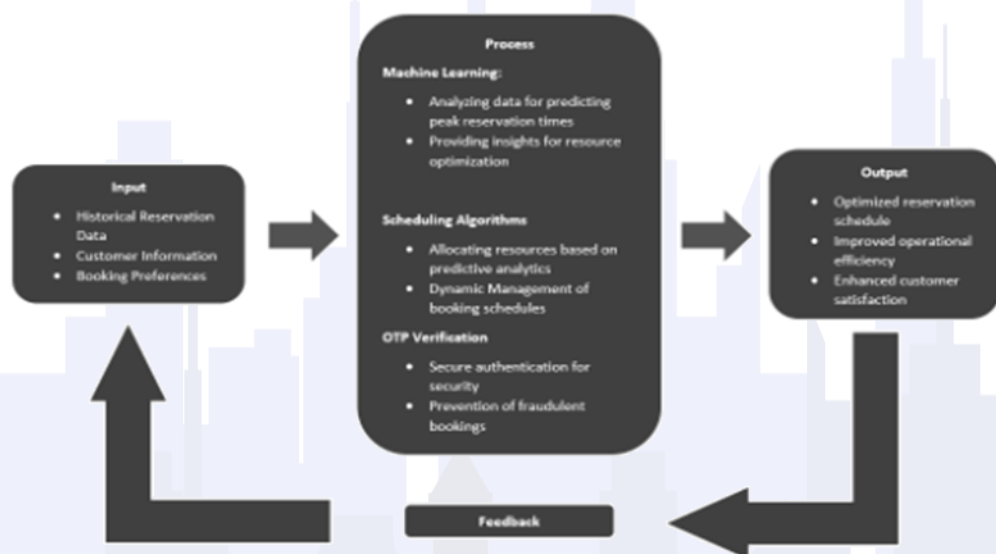 Input
• Historical Reservation
Data
• Customer Information
• Booking Preferences
Process
Machine Learning:
• Analyzing data for predicting
peak reservation times
• Providing insights for resource
optimization
Scheduling Algorithms
• Allocating resources based on
predictive analytics
• Dynamic Management of
booking schedules
OTP Verification
• Secure authentication for
security
• Prevention of fraudulent
bookings
Output
• Optimized reservation
schedule
• Improved operational
efficiency
• Enhanced customer
satisfaction
Feedback